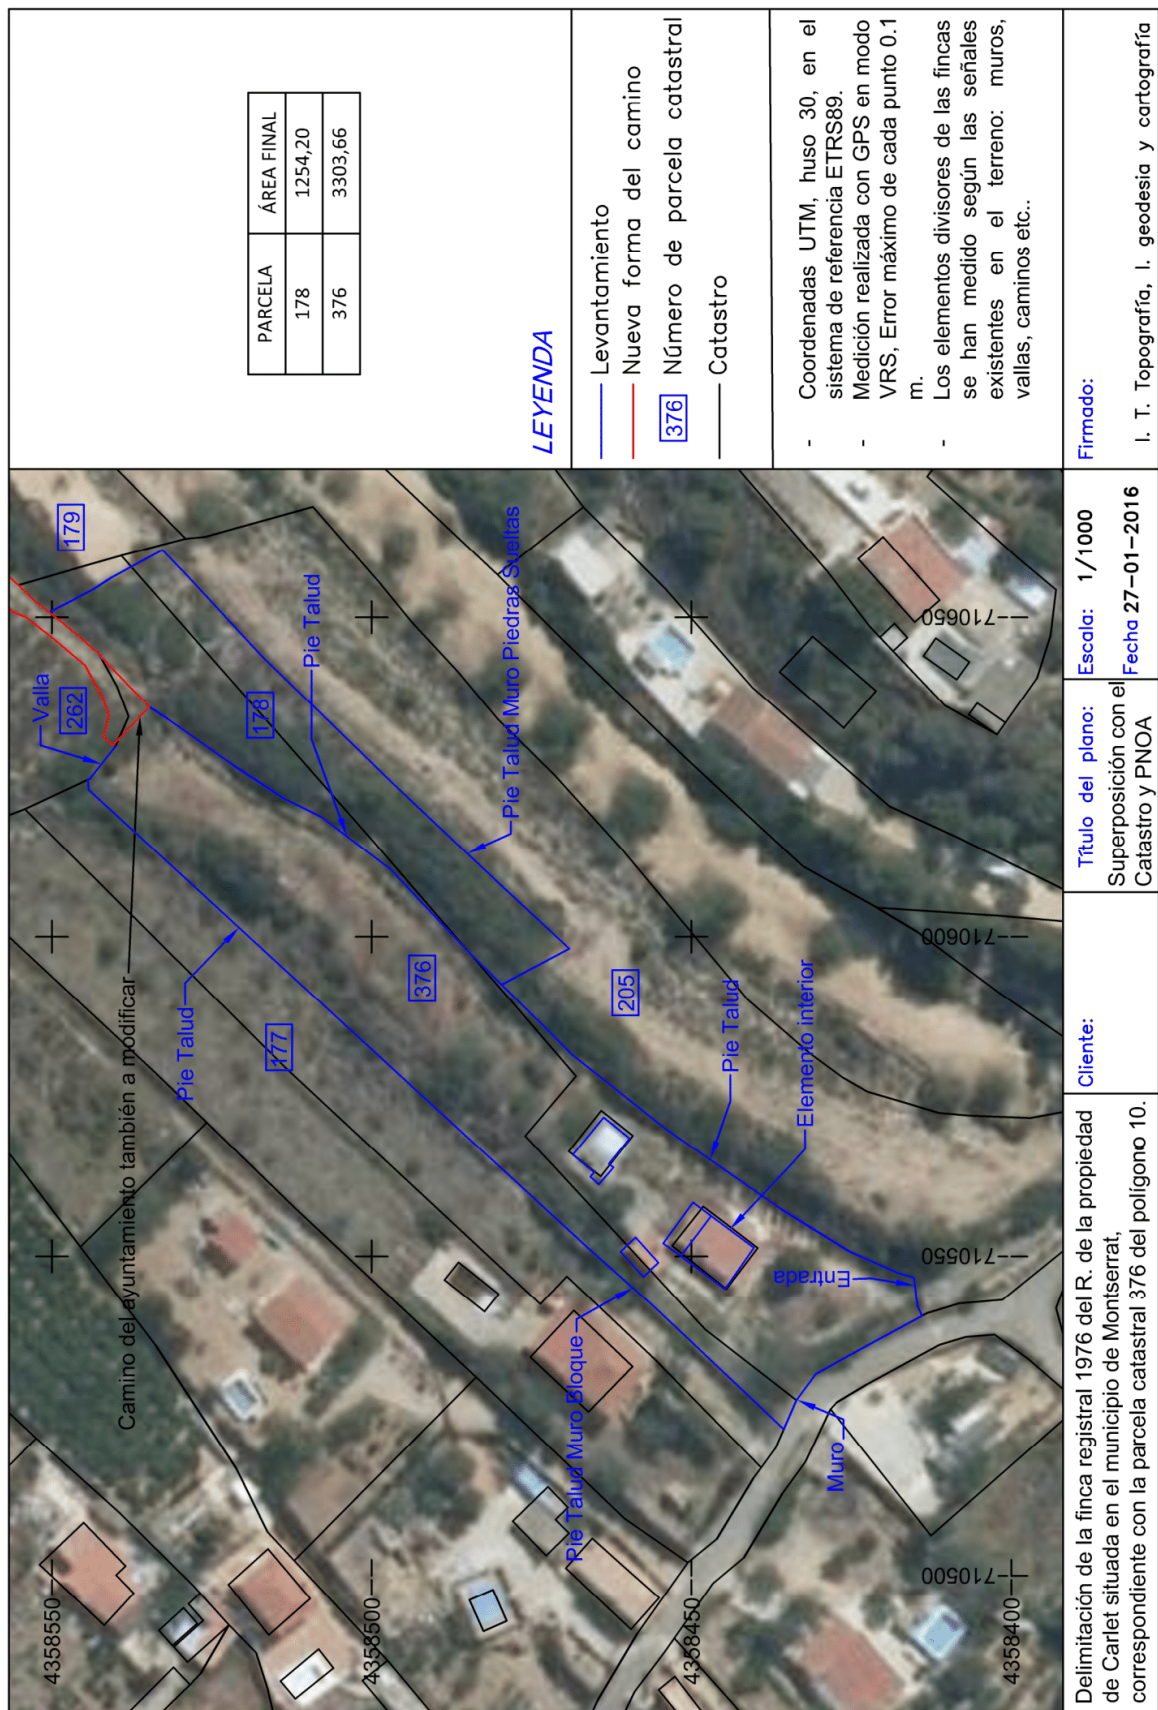 4358550
4358500
4358450
4358400
710500
710550
710600
710650
Camino del ayuntamiento también a modificar
Valla
262
179
178
Pie Talud
Pie Talud
177
376
Pie Talud Muro Piedras Sueltas
205
Pie Talud
Elemento interior
Entrada
Pie Talud Muro Bloque
Muro
PARCELA ÁREA FINAL
178 1254,20
376 3303,66
LEYENDA
Levantamiento
Nueva forma del camino
376 Número de parcela catastral
Catastro
- Coordenadas UTM, huso 30, en el
sistema de referencia ETRS89.
- Medición realizada con GPS en modo
VRS, Error máximo de cada punto 0.1
m.
- Los elementos divisores de las fincas
se han medido según las señales
existentes en el terreno: muros,
vallas, caminos etc..
Delimitación de la finca registral 1976 del R. de la propiedad
de Carlet situada en el municipio de Montserrat,
correspondiente con la parcela catastral 376 del polígono 10.
Cliente:
Título del plano:
Superposición con el
Catastro y PNOA
Escala: 1/1000
Fecha 27-01-2016
Firmado:
I. T. Topografía, I. geodesia y cartografía